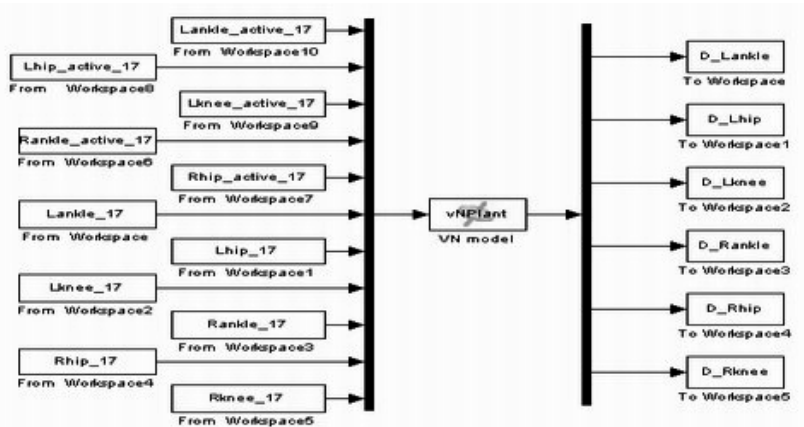 Lankle_active_17
From Workspace10
Lhip_active_17
From Workspace8
Lknee_active_17
From Workspace9
Rankle_active_17
From Workspace6
Rhip_active_17
From Workspace7
Lankle_17
From Workspace
Lhip_17
From Workspace1
Lknee_17
From Workspace2
Rankle_17
From Workspace3
Rhip_17
From Workspace4
Rknee_17
From Workspace5
vNPlant
VN model
D_Lankle
To Workspace
D_Lhip
To Workspace1
D_Lknee
To Workspace2
D_Rankle
To Workspace3
D_Rhip
To Workspace4
D_Rknee
To Workspace5